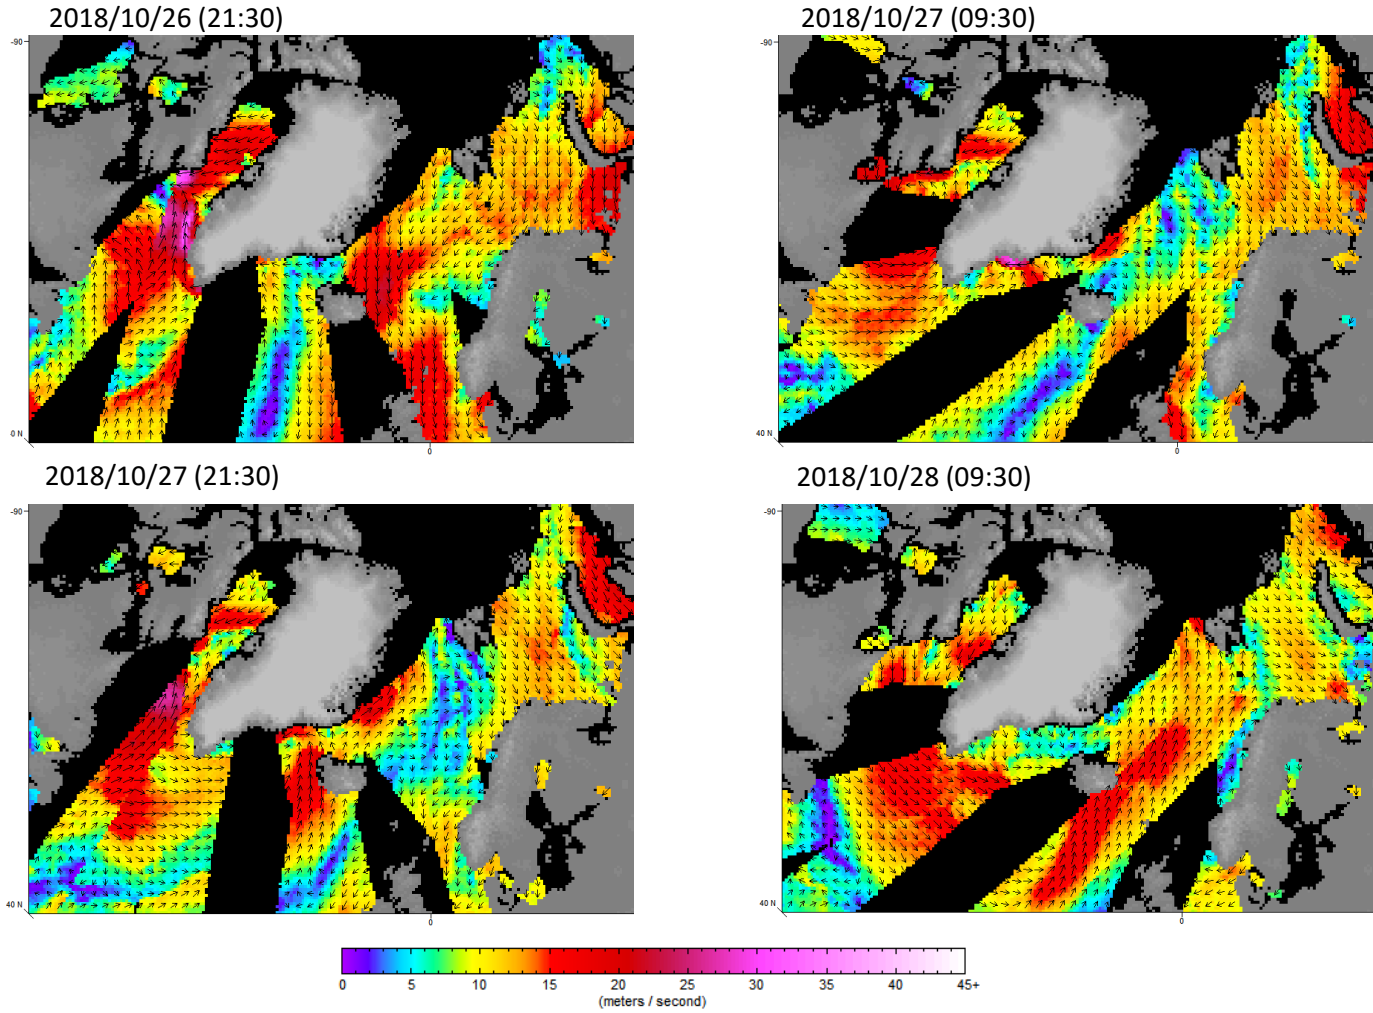 2018/10/26 (21:30)
2018/10/27 (09:30)
-90
-90
0 N
0
40 N
0
2018/10/27 (21:30)
2018/10/28 (09:30)
-90
-90
40 N
0
40 N
0
0 5 10 15 20 25 30 35 40 45+
(meters / second)